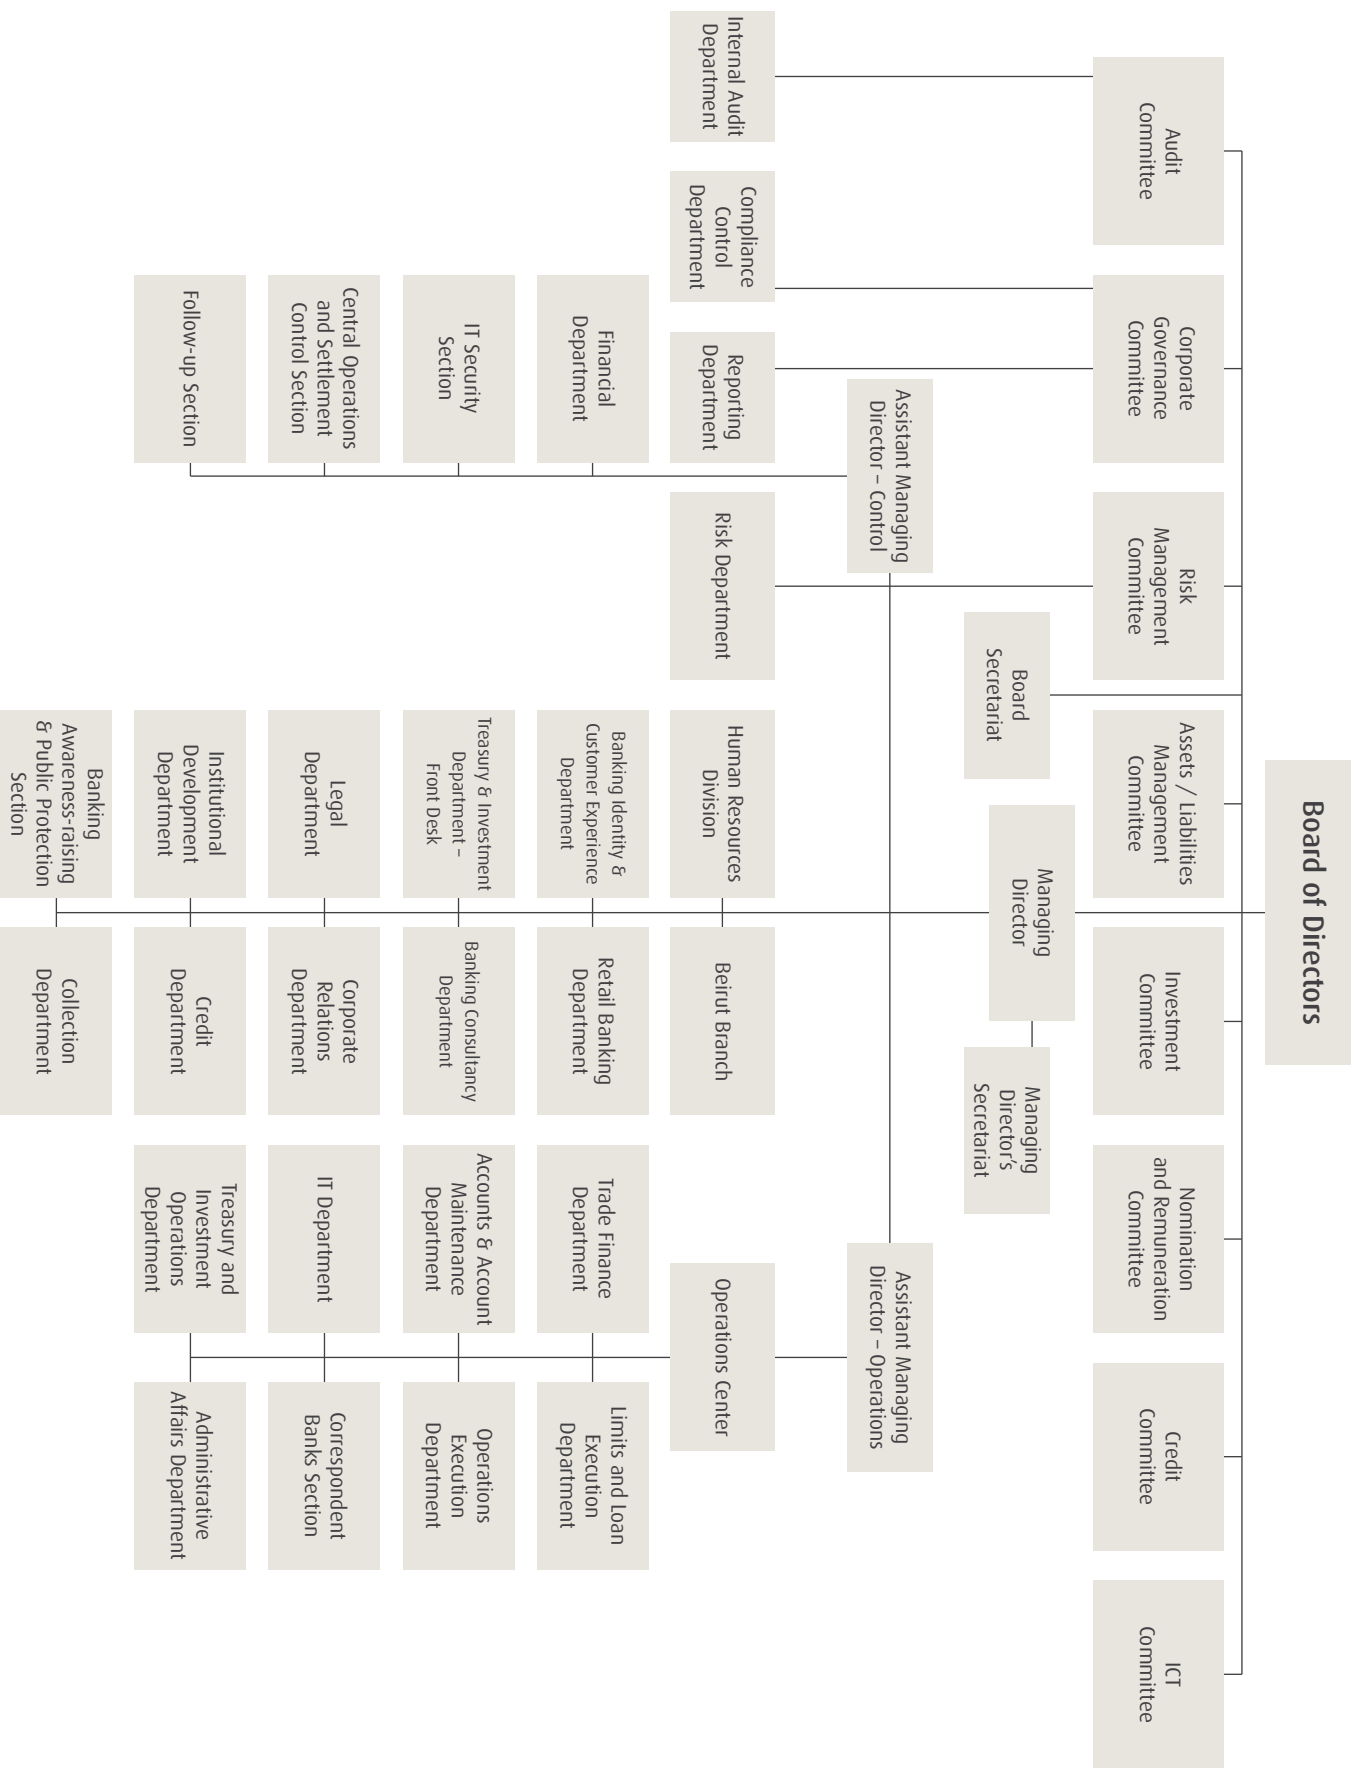 Board of Directors
Audit
Committee
Corporate
Governance
Committee
Risk
Management
Committee
Assets / Liabilities
Management
Committee
Investment
Committee
Nomination
and Remuneration
Committee
Credit
Committee
ICT
Committee
Board
Secretariat
Managing
Director
Managing
Director's
Secretariat
Assistant Managing
Director – Control
Assistant Managing
Director – Operations
Internal Audit
Department
Compliance
Control
Department
Reporting
Department
Risk Department
Human Resources
Division
Beirut Branch
Operations Center
Financial
Department
Banking Identity &
Customer Experience
Department
Retail Banking
Department
Trade Finance
Department
Limits and Loan
Execution
Department
IT Security
Section
Treasury & Investment
Department –
Front Desk
Banking Consultancy
Department
Accounts & Account
Maintenance
Department
Operations
Execution
Department
Central Operations
and Settlement
Control Section
Legal
Department
Corporate
Relations
Department
IT Department
Correspondent
Banks Section
Follow-up Section
Institutional
Development
Department
Credit
Department
Treasury and
Investment
Operations
Department
Administrative
Affairs Department
Banking
Awareness-raising
& Public Protection
Section
Collection
Department